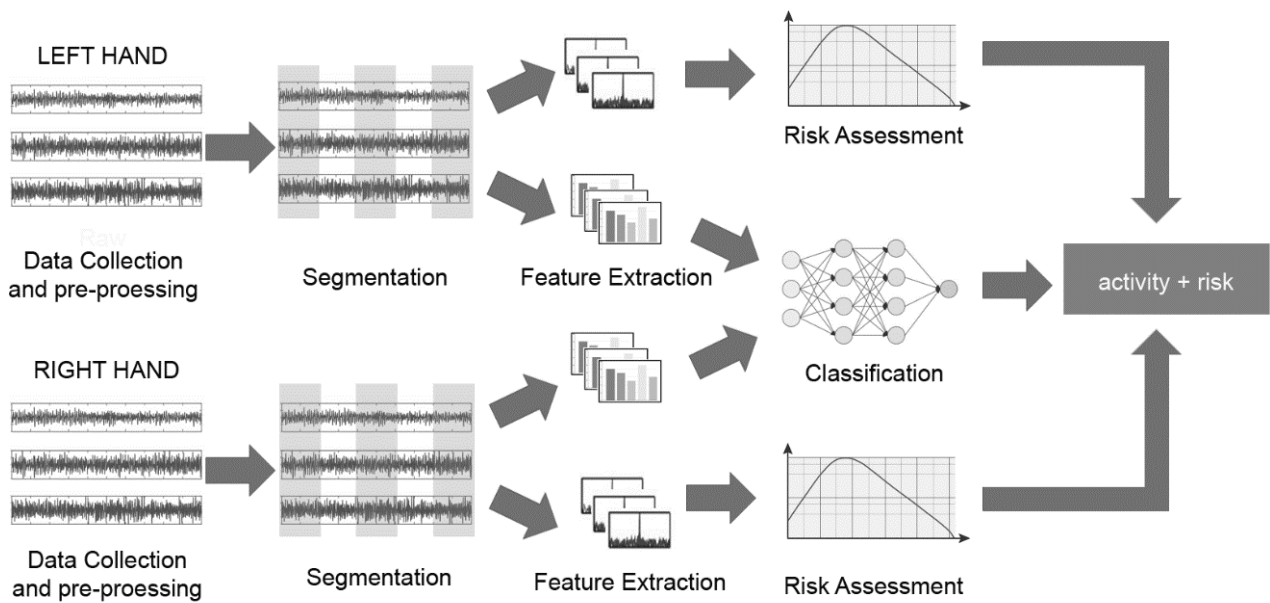 LEFT HAND
Raw
Data Collection
and pre-proessing
Segmentation
Feature Extraction
Risk Assessment
Classification
activity + risk
RIGHT HAND
Data Collection
and pre-proessing
Segmentation
Feature Extraction
Risk Assessment